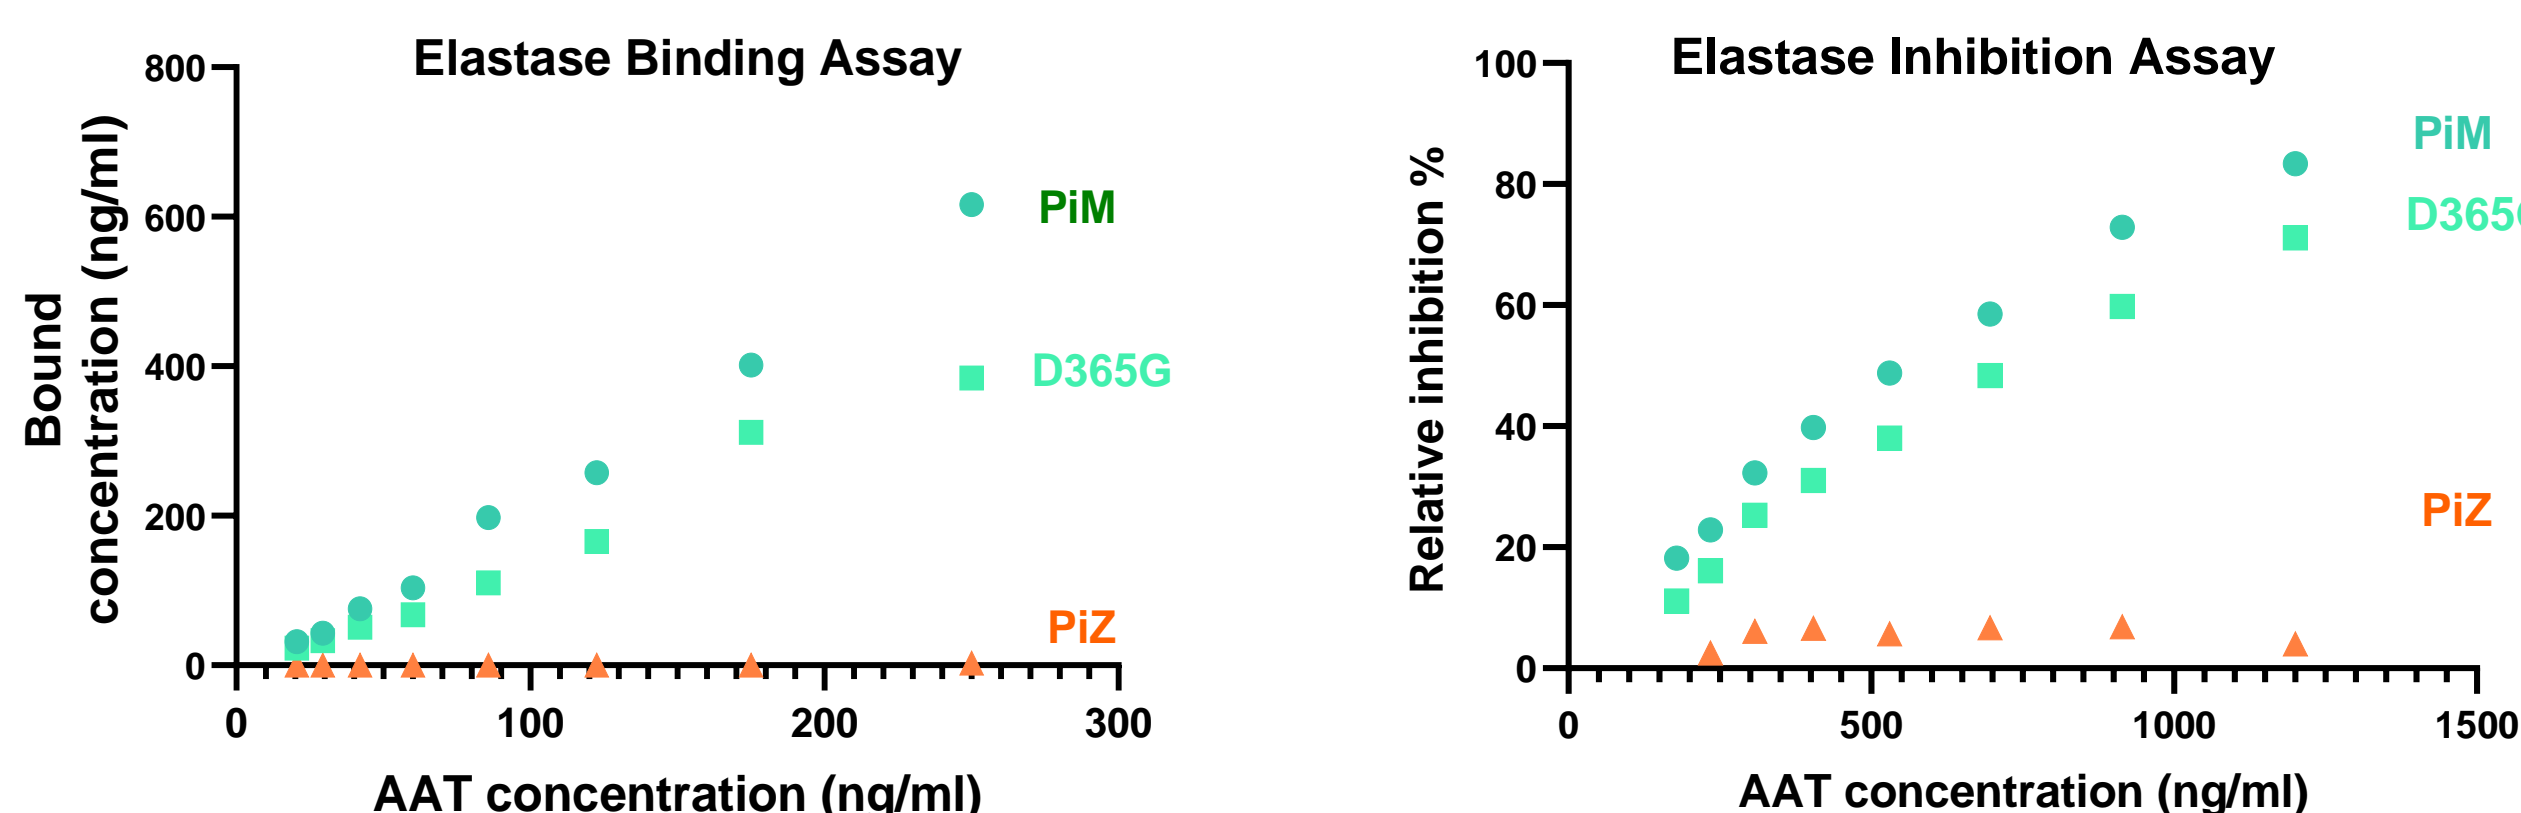 Elastase Binding Assay
800
600
400
200
0
Bound
concentration (ng/ml)
PiM
D365G
PiZ
0 100 200 300
AAT concentration (ng/ml)
Elastase Inhibition Assay
100
80
60
40
20
0
Relative inhibition %
PiM
D365
PiZ
0 500 1000 1500
AAT concentration (ng/ml)